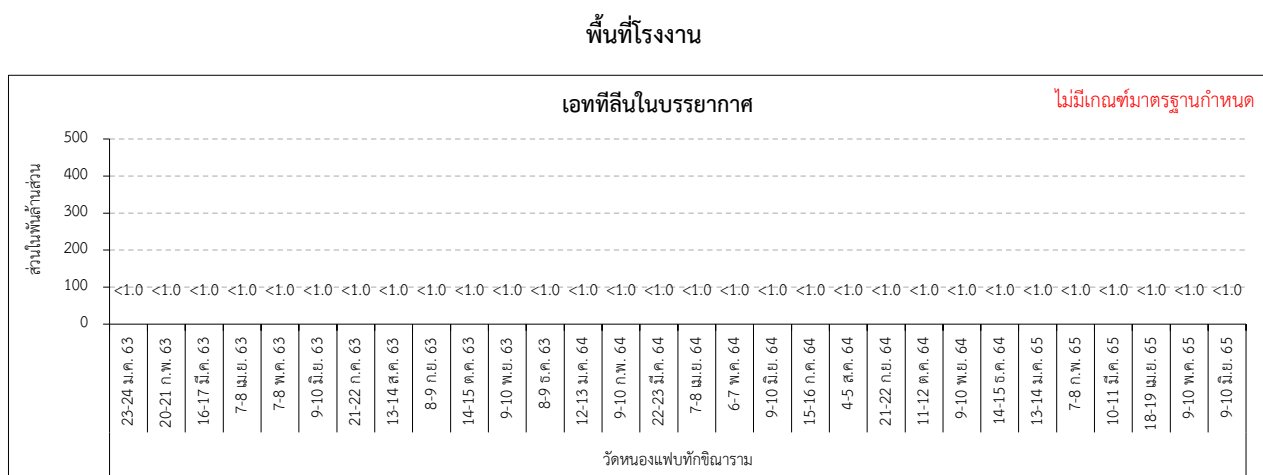 พื้นที่โรงงาน
เอททีลีนในบรรยากาศ
ไม่มีเกณฑ์มาตรฐานกำหนด
ส่วนในพันล้านส่วน
500
400
300
200
100
0
<1.0 <1.0 <1.0 <1.0 <1.0 <1.0 <1.0 <1.0 <1.0 <1.0 <1.0 <1.0 <1.0 <1.0 <1.0 <1.0 <1.0 <1.0 <1.0 <1.0 <1.0 <1.0 <1.0 <1.0 <1.0 <1.0 <1.0 <1.0 <1.0 <1.0
23-24 ม.ค. 63
20-21 ก.พ. 63
16-17 มี.ค. 63
7-8 เม.ย. 63
7-8 พ.ค. 63
9-10 มิ.ย. 63
21-22 ก.ค. 63
13-14 ส.ค. 63
8-9 ก.ย. 63
14-15 ต.ค. 63
9-10 พ.ย. 63
8-9 ธ.ค. 63
12-13 ม.ค. 64
9-10 ก.พ. 64
22-23 มี.ค. 64
7-8 เม.ย. 64
6-7 พ.ค. 64
9-10 มิ.ย. 64
15-16 ก.ค. 64
4-5 ส.ค. 64
21-22 ก.ย. 64
11-12 ต.ค. 64
9-10 พ.ย. 64
14-15 ธ.ค. 64
13-14 ม.ค. 65
7-8 ก.พ. 65
10-11 มี.ค. 65
18-19 เม.ย. 65
9-10 พ.ค. 65
9-10 มิ.ย. 65
วัดหนองแฟบทักขิณาราม